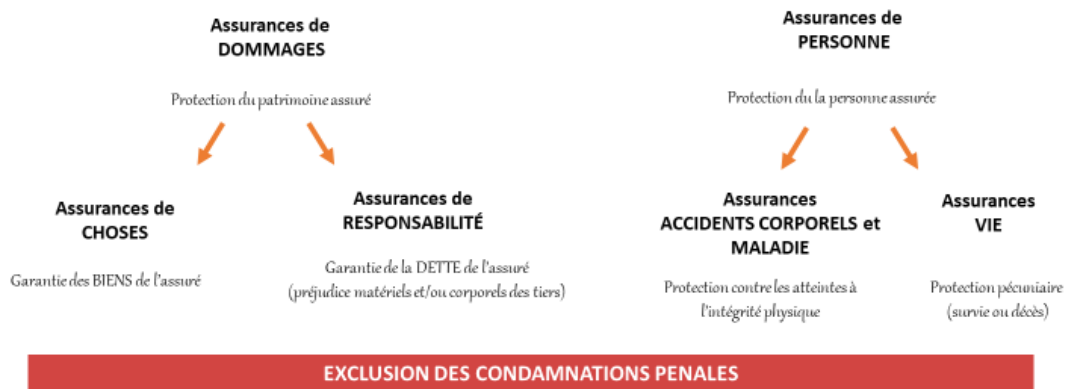 Assurances de
DOMMAGES
Protection du patrimoine assuré
Assurances de
CHOSES
Garantie des BIENS de l'assuré
Assurances de
RESPONSABILITÉ
Garantie de la DETTE de l'assuré
(préjudice matériels et/ou corporels des tiers)
Assurances de
PERSONNE
Protection du la personne assurée
Assurances
ACCIDENTS CORPORELS et
MALADIE
Protection contre les atteintes à
l'intégrité physique
Assurances
VIE
Protection pécuniaire
(survie ou décès)
EXCLUSION DES CONDAMNATIONS PENALES